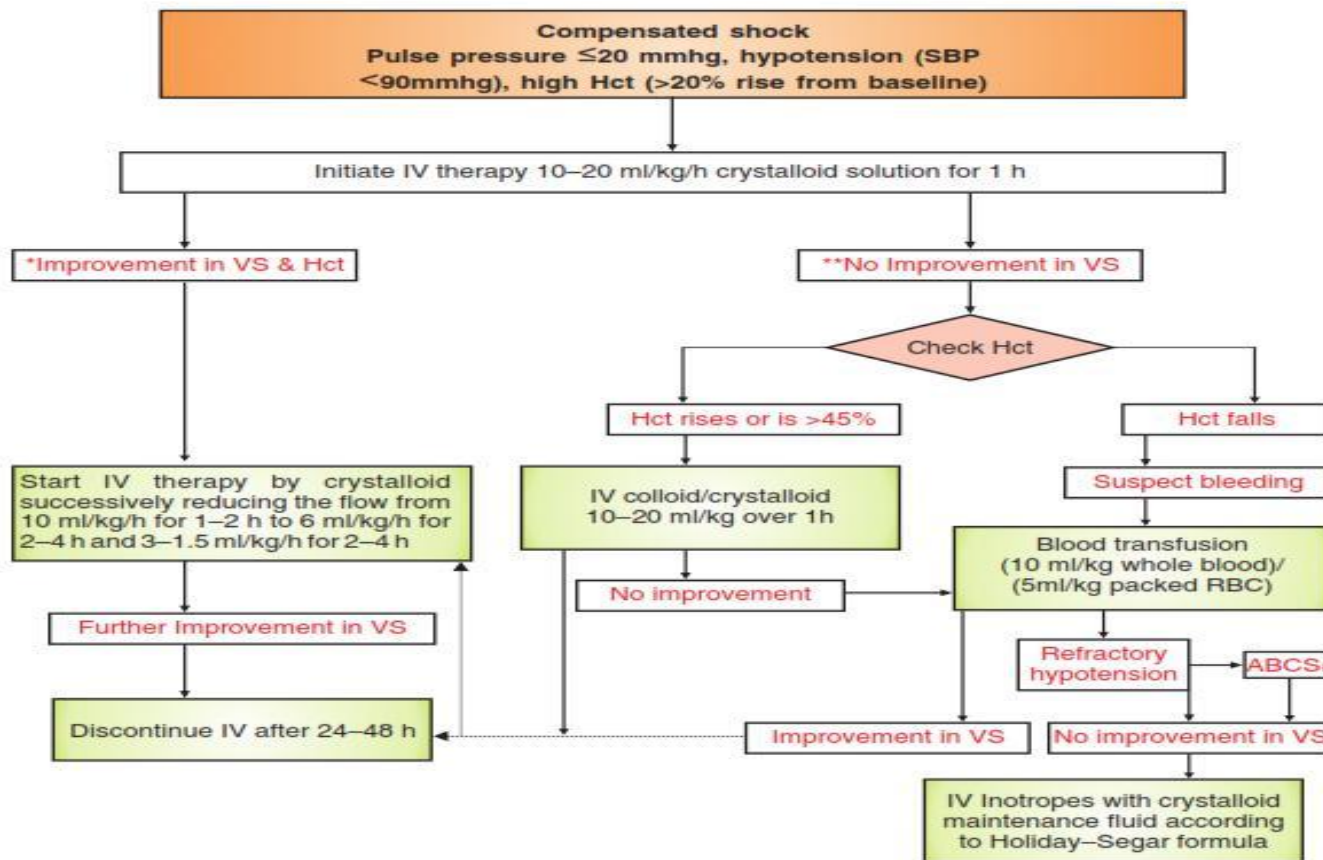 Compensated shock
Pulse pressure ≤20 mmhg, hypotension (SBP
<90mmhg), high Hct (>20% rise from baseline)
Initiate IV therapy 10–20 ml/kg/h crystalloid solution for 1 h
*Improvement in VS & Hct
**No Improvement in VS
Check Hct
Hct rises or is >45%
Hct falls
Start IV therapy by crystalloid
successively reducing the flow from
10 ml/kg/h for 1–2 h to 6 ml/kg/h for
2–4 h and 3–1.5 ml/kg/h for 2–4 h
IV colloid/crystalloid
10–20 ml/kg over 1h
Suspect bleeding
Blood transfusion
(10 ml/kg whole blood)/
(5ml/kg packed RBC)
No improvement
Further Improvement in VS
Refractory
hypotension
ABCS
Discontinue IV after 24–48 h
Improvement in VS
No improvement in VS
IV Inotropes with crystalloid
maintenance fluid according
to Holiday–Segar formula